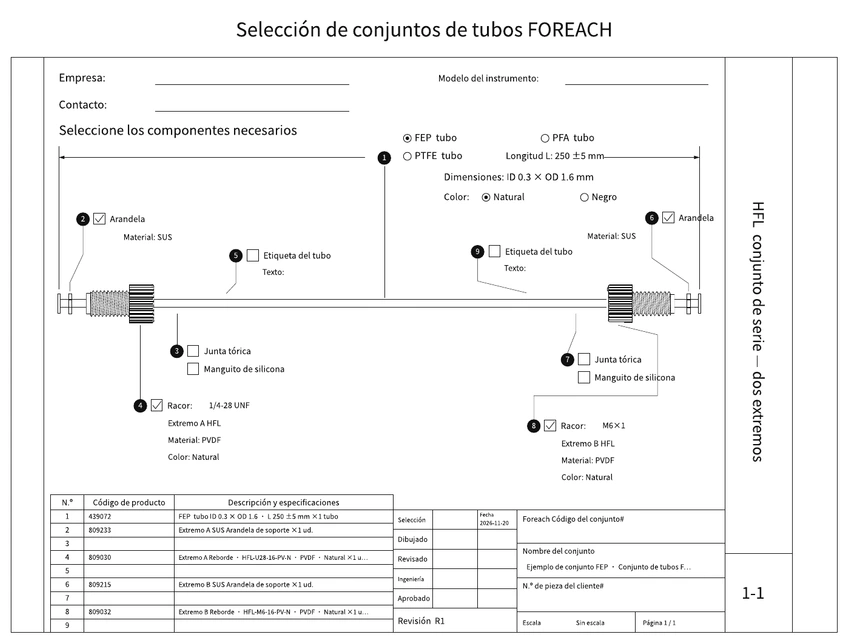 Selección de conjuntos de tubos FOREACH
Empresa:
Modelo del instrumento:
Contacto:
Seleccione los componentes necesarios
FEP tubo
PFA tubo
1
PTFE tubo
Longitud L: 250 ±5 mm
Dimensiones: ID 0.3 × OD 1.6 mm
Color: Natural Negro
2 Arandela
Material: SUS
6 Arandela
Material: SUS
5 Etiqueta del tubo
Texto:
9 Etiqueta del tubo
Texto:
3 Junta tórica
Manguito de silicona
7 Junta tórica
Manguito de silicona
4 Racor: 1/4-28 UNF
Extremo A HFL
Material: PVDF
Color: Natural
8 Racor: M6×1
Extremo B HFL
Material: PVDF
Color: Natural
HFL conjunto de serie — dos extremos
1-1
N.° Código de producto Descripción y especificaciones
1 439072 FEP tubo ID 0.3 × OD 1.6 · L 250 ±5 mm ×1 tubo
2 809233 Extremo A SUS Arandela de soporte ×1 ud.
3
4 809030 Extremo A Reborde · HFL-U28-16-PV-N · PVDF · Natural ×1 u…
5
6 809215 Extremo B SUS Arandela de soporte ×1 ud.
7
8 809032 Extremo B Reborde · HFL-M6-16-PV-N · PVDF · Natural ×1 u…
9
Selección
Fecha
2026-11-20
Dibujado
Revisado
Ingeniería
Aprobado
Revisión R1
Foreach Código del conjunto#
Nombre del conjunto
Ejemplo de conjunto FEP · Conjunto de tubos F…
N.° de pieza del cliente#
Escala Sin escala Página 1 / 1